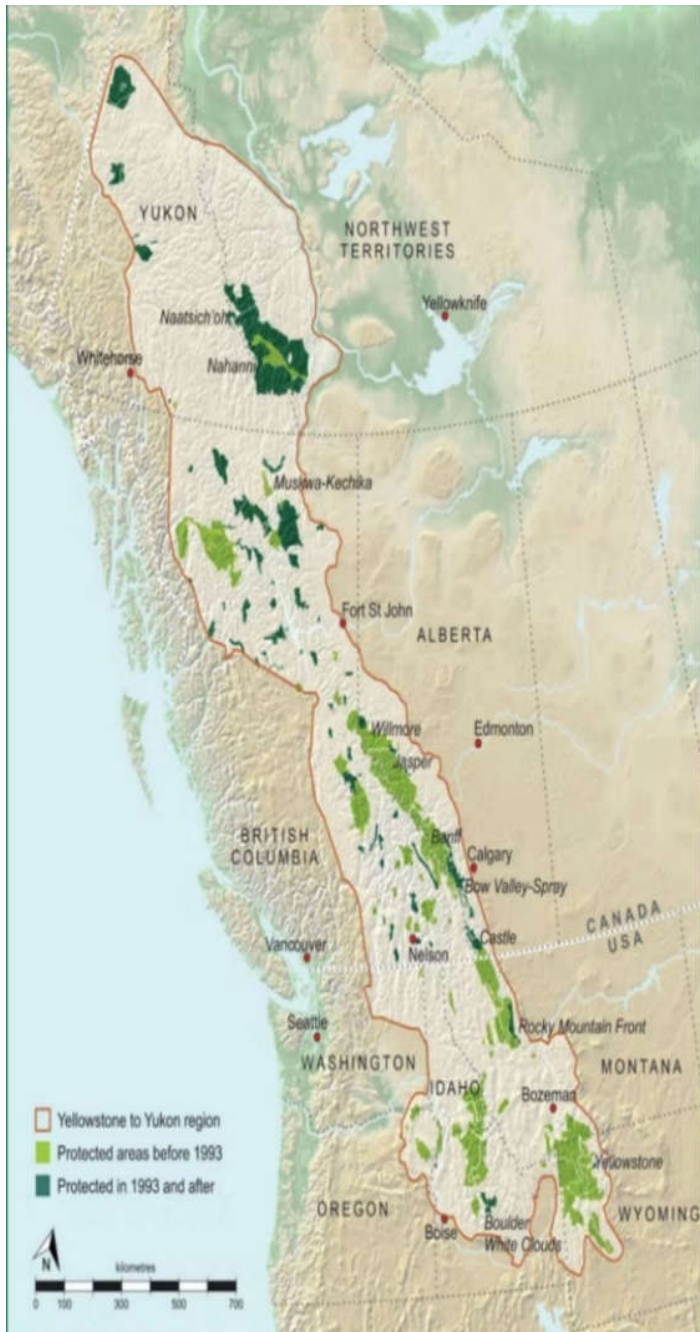 YUKON
NORTHWEST
TERRITORIES
Yellowknife
Naatsich'oh
Nahanni
Whitehorse
Muskwa-Kechika
Fort St John
ALBERTA
Willmore
Edmonton
Jasper
BRITISH
COLUMBIA
Banff
Calgary
Bow Valley-Spray
CANADA
USA
Castle
Nelson
Vancouver
Seattle
Rocky Mountain Front
WASHINGTON
MONTANA
IDAHO
Bozeman
Yellowstone
OREGON
WYOMING
Boise
Boulder
White Clouds
Yellowstone to Yukon region
Protected areas before 1993
Protected in 1993 and after
N
kilometres
0 100 300 500 700